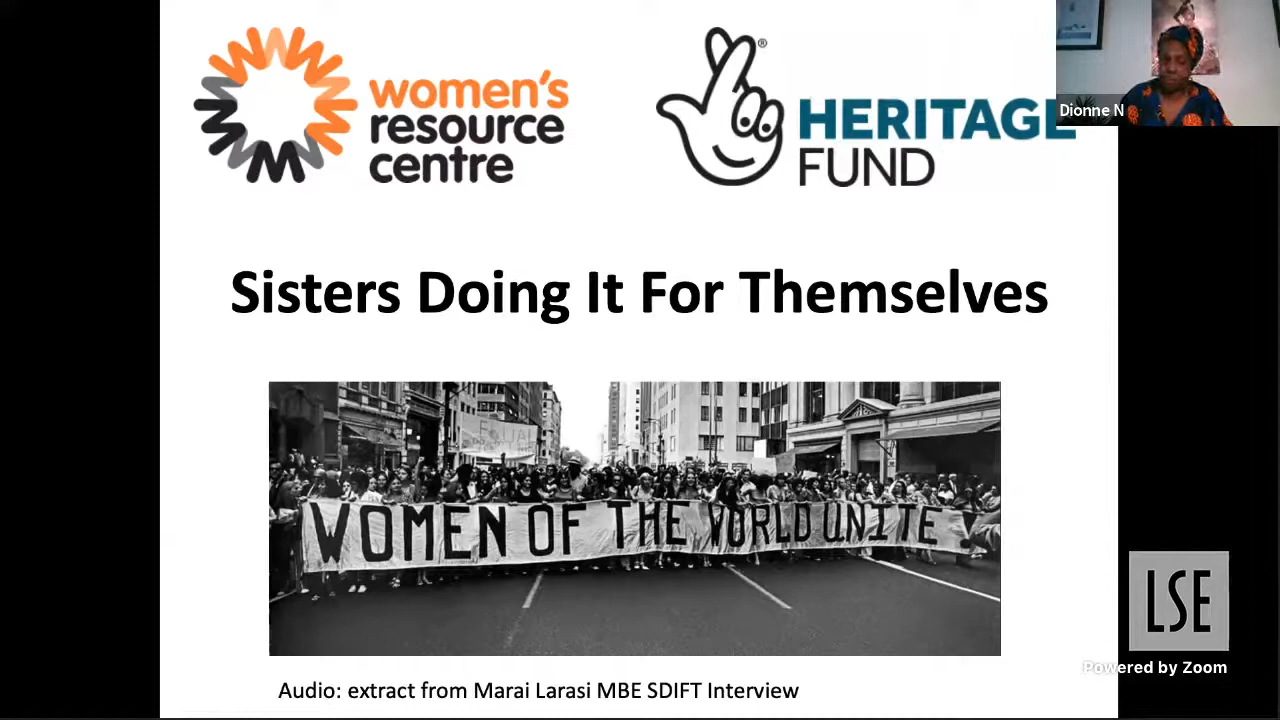 women's
resource
centre
®
HERITAGE
FUND
Dionne N
Sisters Doing It For Themselves
EQUAL
WOMEN OF THE WORLD UNITE
LSE
Powered by Zoom
Audio: extract from Marai Larasi MBE SDIFT Interview